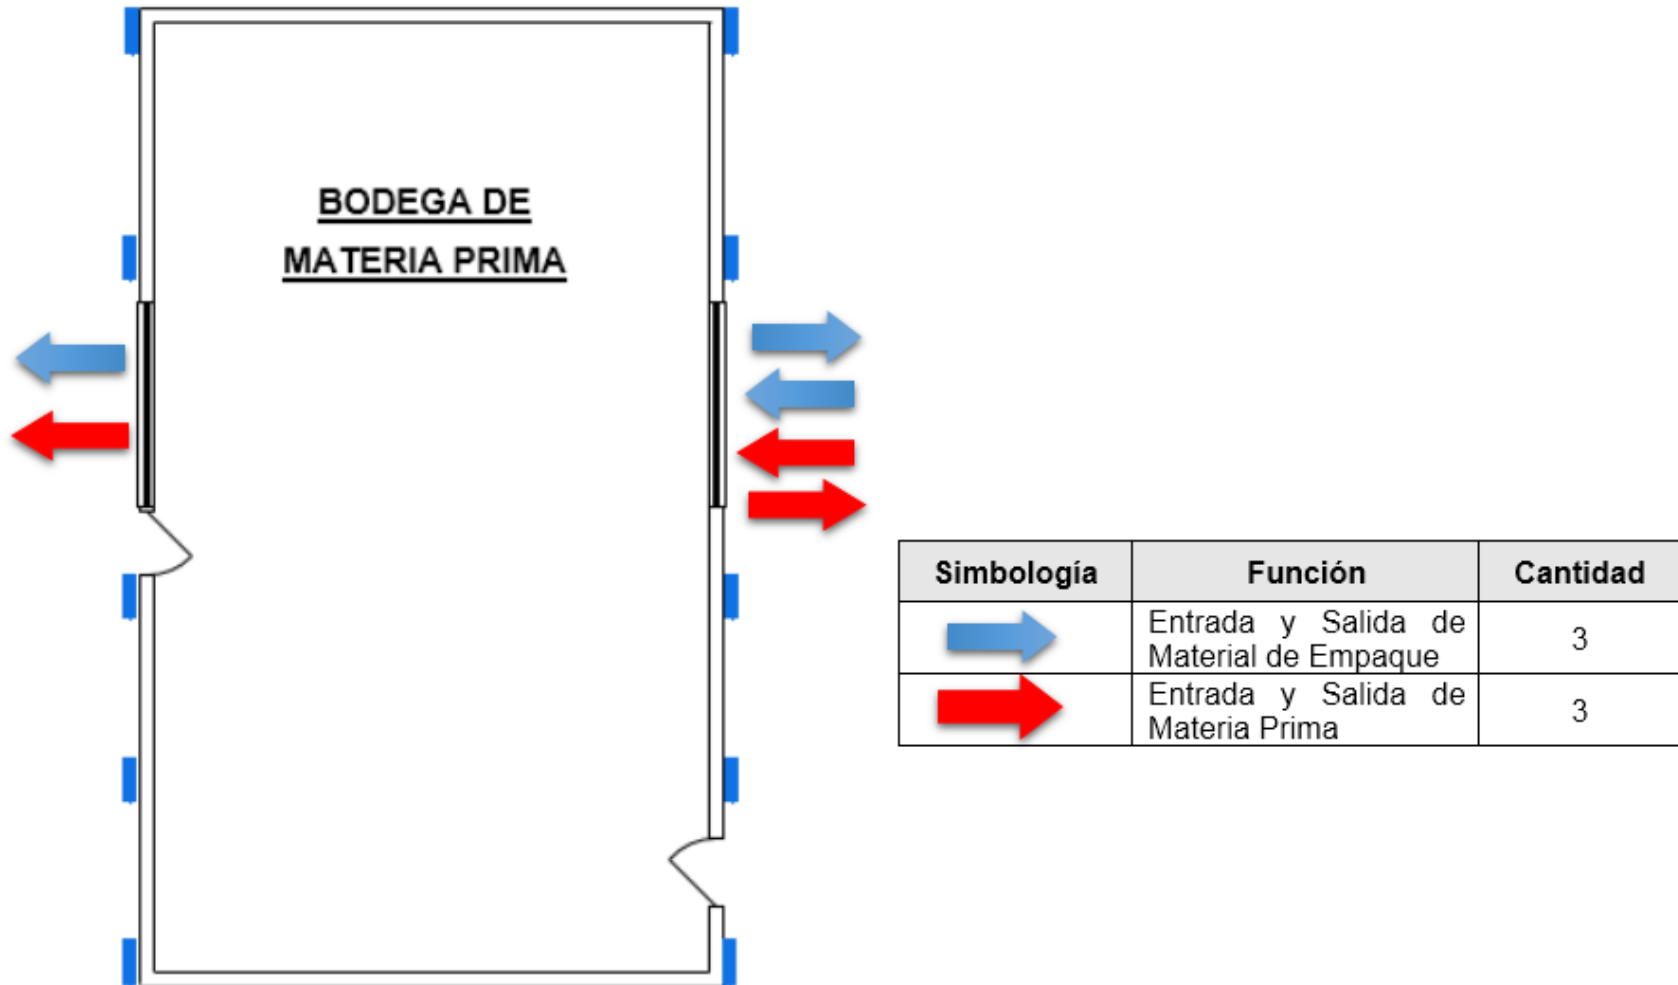 BODEGA DE
MATERIA PRIMA
Simbología Función Cantidad
Entrada y Salida de
Material de Empaque
3
Entrada y Salida de
Materia Prima
3